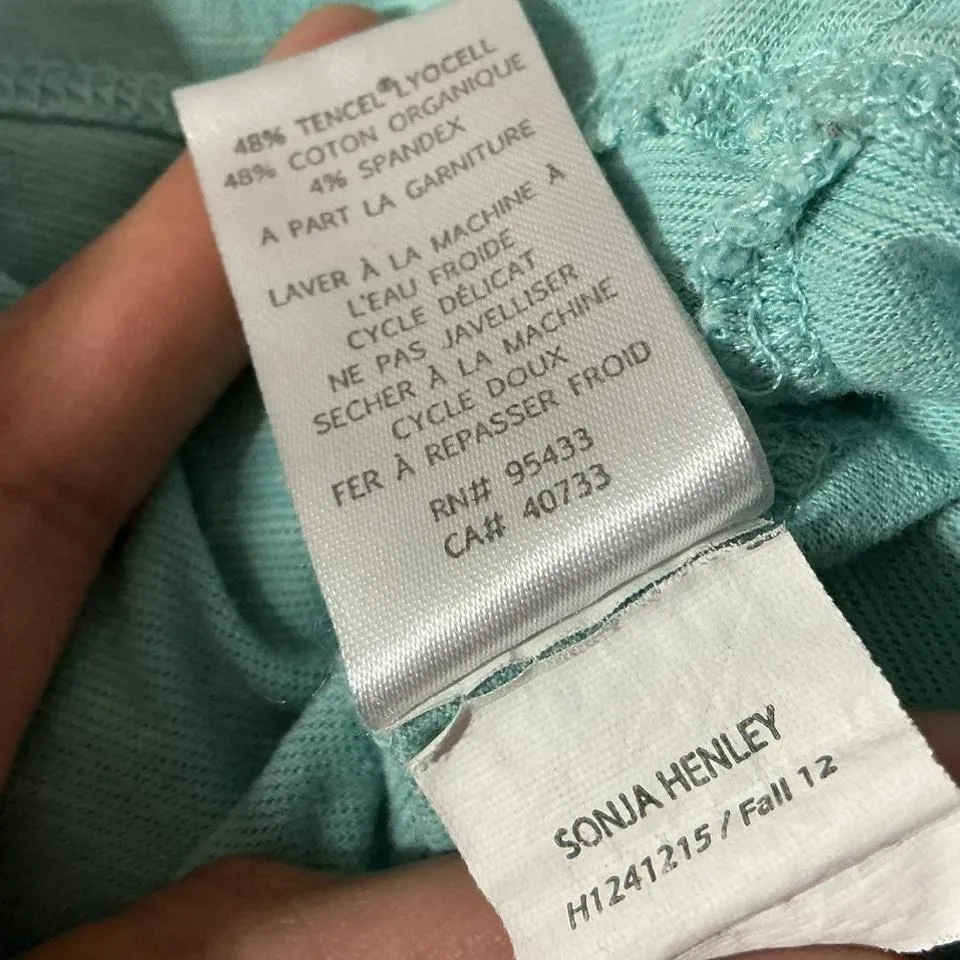 48% TENCEL® LYOCELL
48% COTON ORGANIQUE
4% SPANDEX
A PART LA GARNITURE
LAVER À LA MACHINE À
L'EAU FROIDE
CYCLE DÉLICAT
NE PAS JAVELLISER
SECHER À LA MACHINE
CYCLE DOUX
FER À REPASSER FROID
RN# 95433
CA# 40733
SONJA HENLEY
H1241215 / Fall 12